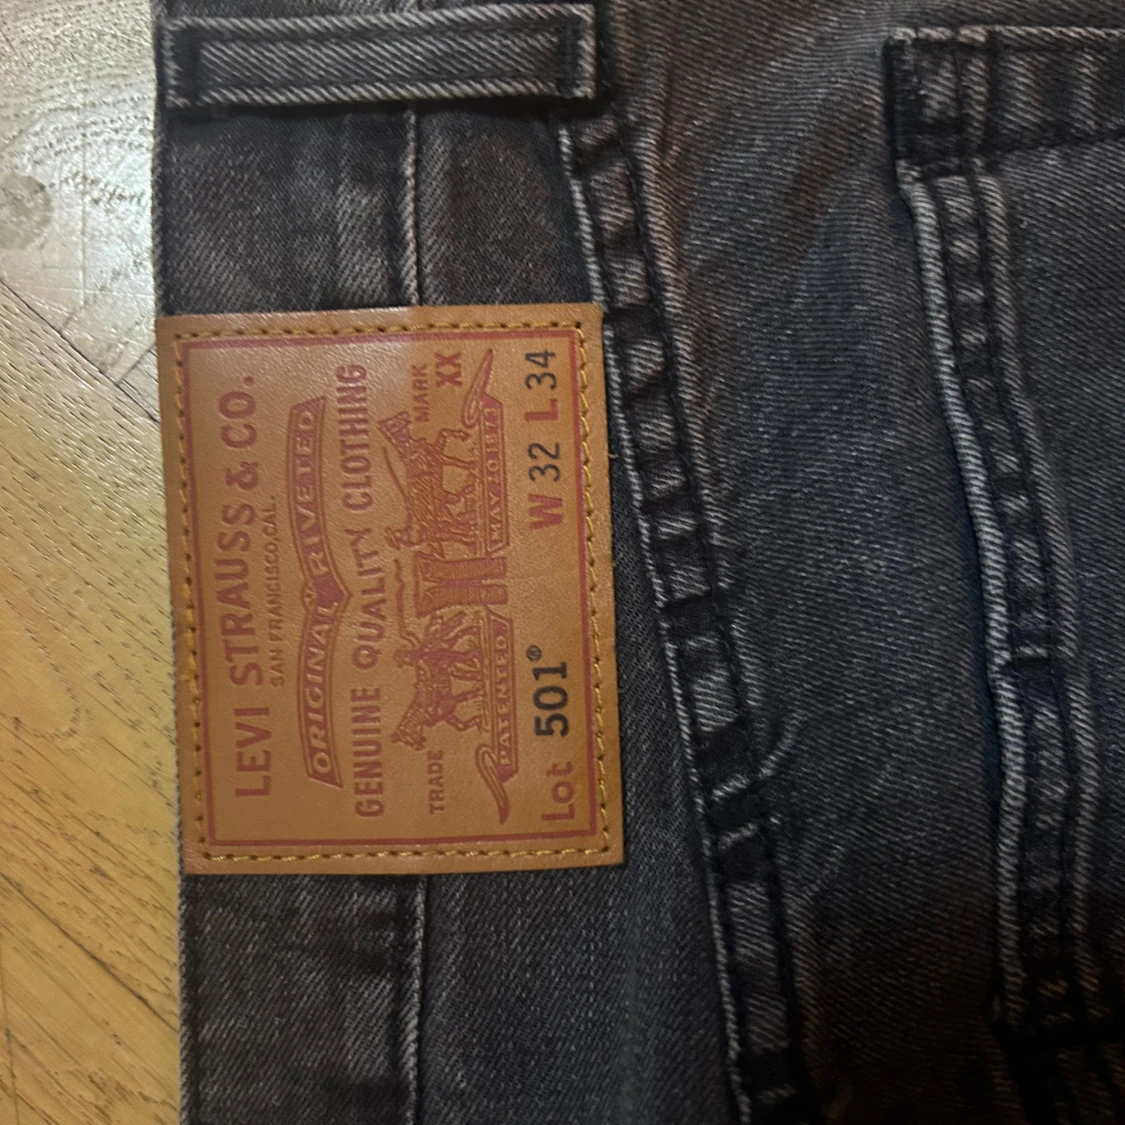 LEVI STRAUSS & CO.
SAN FRANCISCO,CAL.
ORIGINAL RIVETED
GENUINE QUALITY CLOTHING
TRADE MARK
XX
PATENTED MAY 20 1873
Lot 501® W 32 L 34